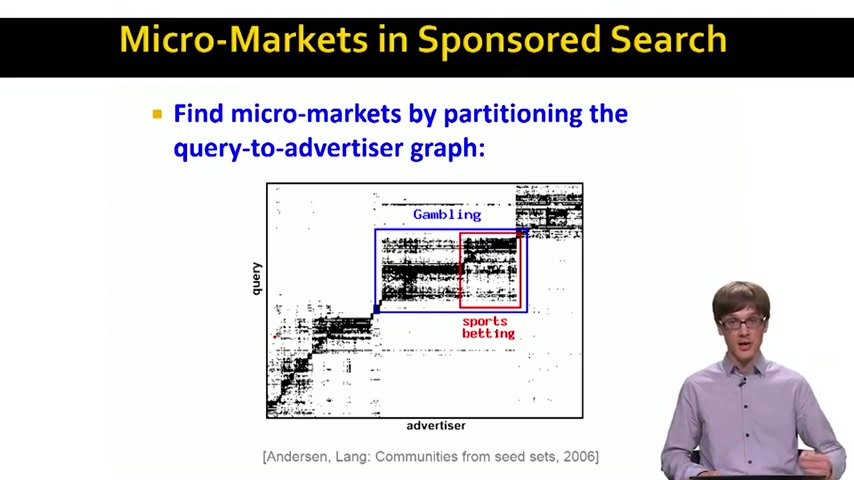 Micro-Markets in Sponsored Search
Find micro-markets by partitioning the
query-to-advertiser graph:
Gambling
query
sports
betting
advertiser
[Andersen, Lang: Communities from seed sets, 2006]